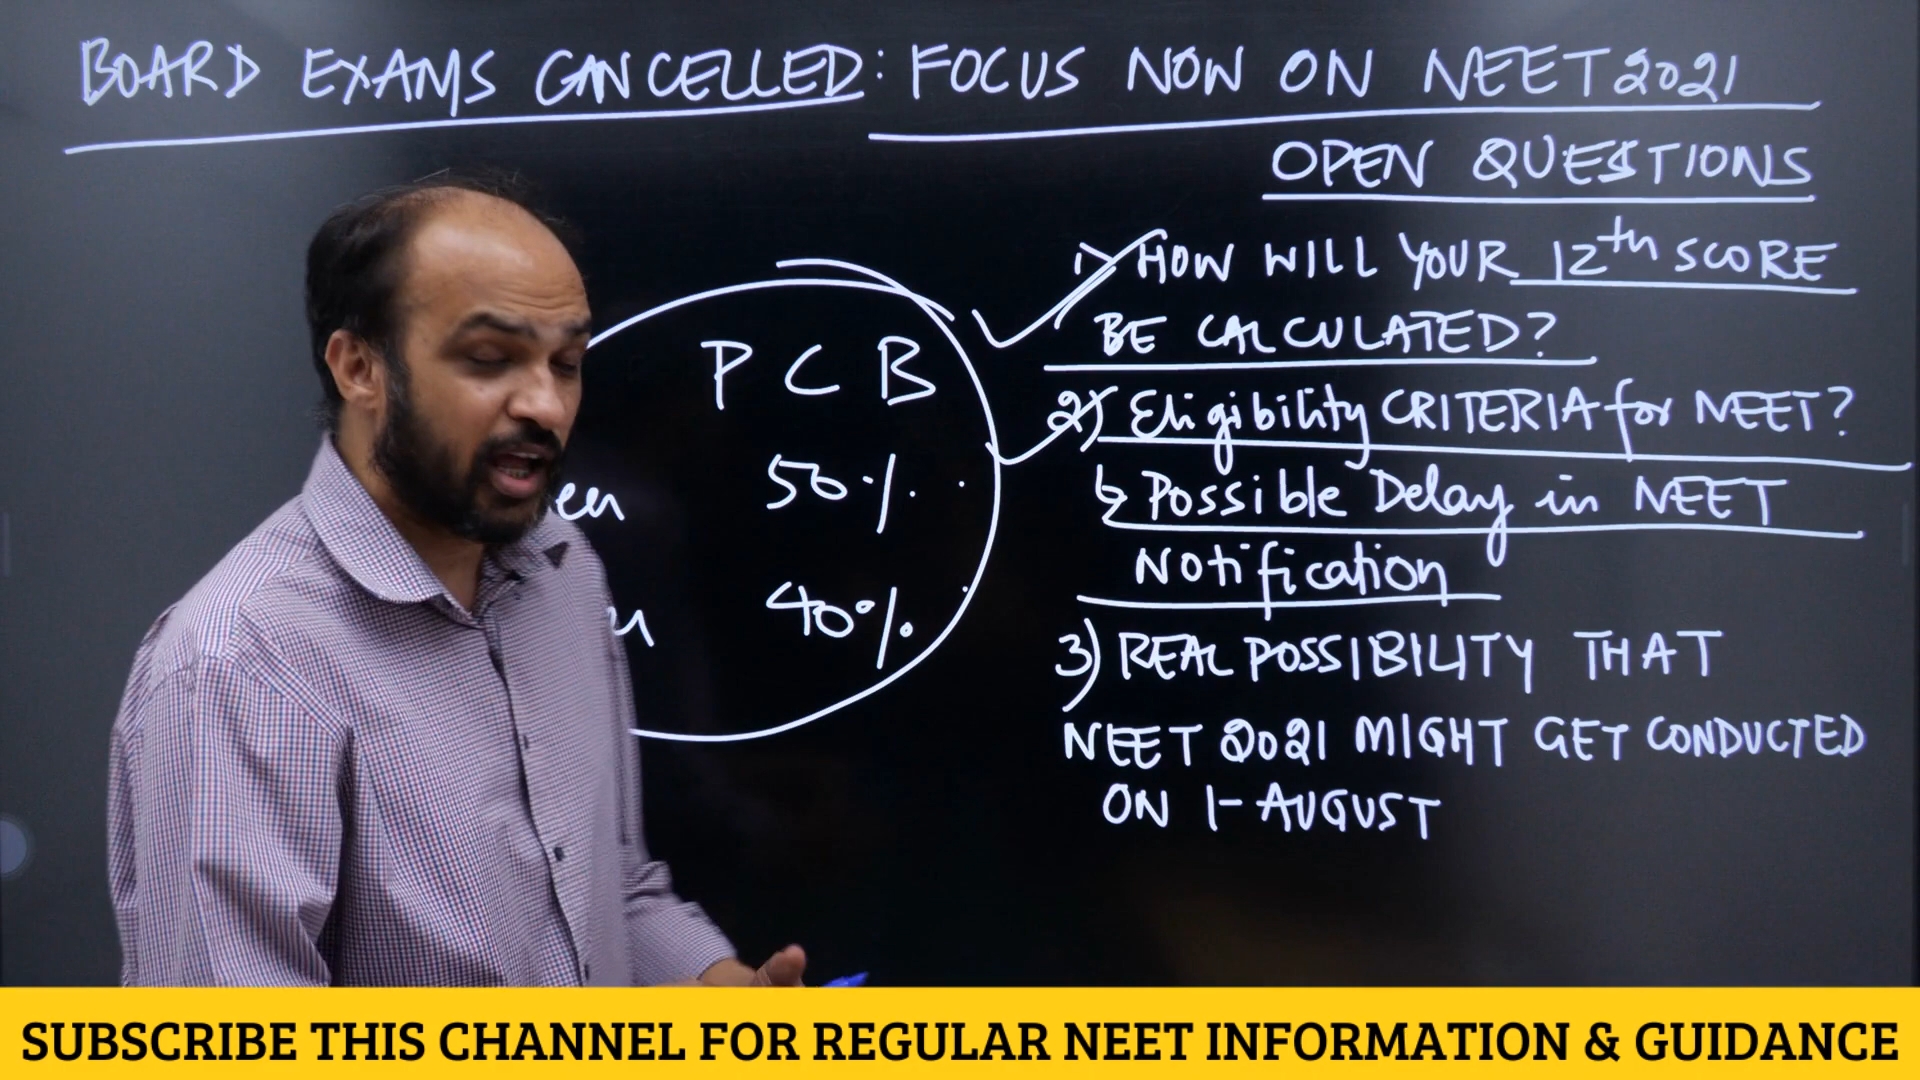 BOARD EXAMS CANCELLED: FOCUS NOW ON NEET 2021
OPEN QUESTIONS
1) HOW WILL YOUR 12th SCORE
BE CALCULATED?
2) Eligibility CRITERIA for NEET?
↳ Possible Delay in NEET
Notification
3) REAL POSSIBILITY THAT
NEET 2021 MIGHT GET CONDUCTED
ON 1-AUGUST
P C B
50%
40%
SUBSCRIBE THIS CHANNEL FOR REGULAR NEET INFORMATION & GUIDANCE